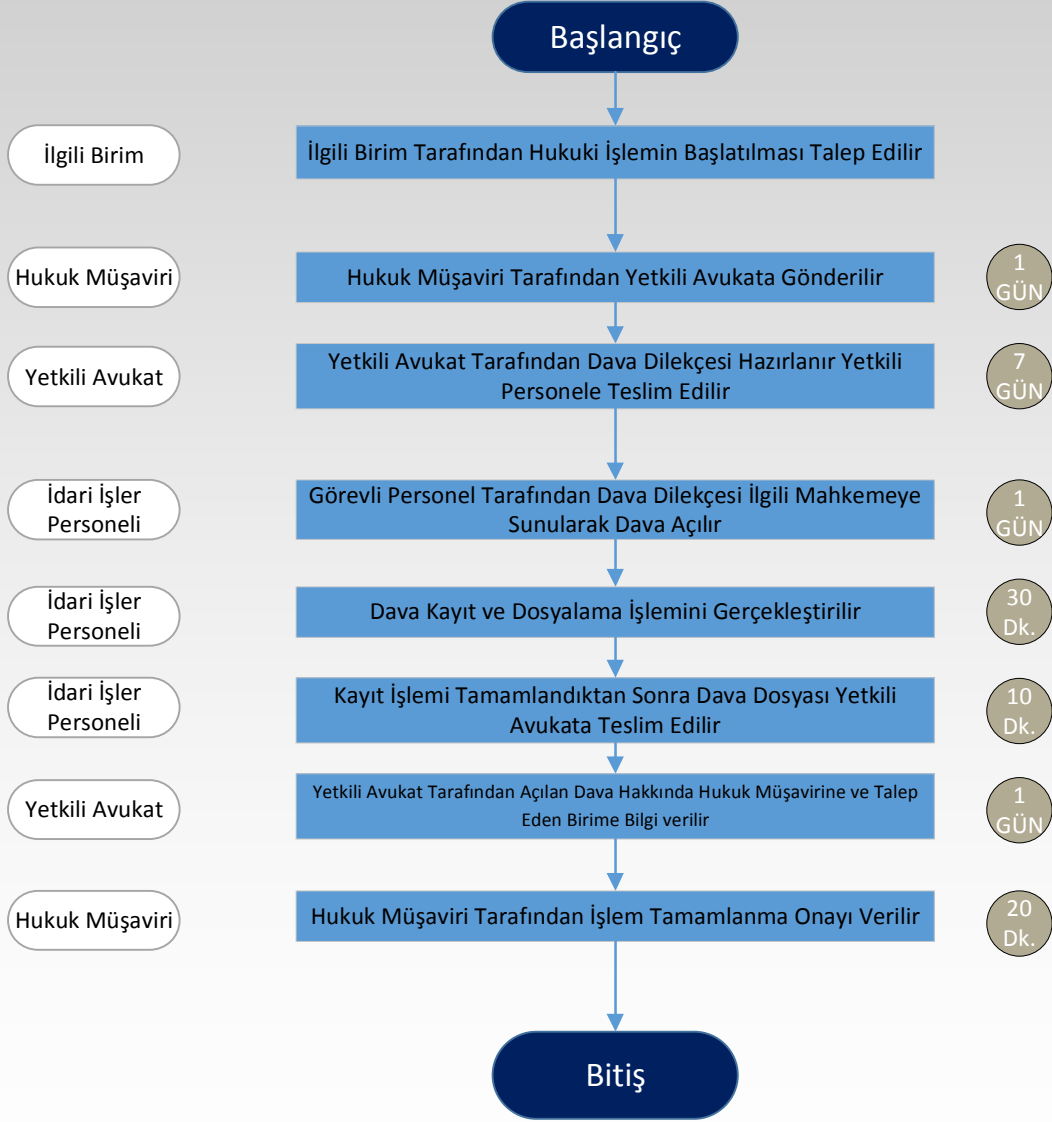 Başlangıç
İlgili Birim
İlgili Birim Tarafından Hukuki İşlemin Başlatılması Talep Edilir
Hukuk Müşaviri
Hukuk Müşaviri Tarafından Yetkili Avukata Gönderilir
1
GÜN
Yetkili Avukat
Yetkili Avukat Tarafından Dava Dilekçesi Hazırlanır Yetkili
Personele Teslim Edilir
7
GÜN
İdari İşler
Personeli
Görevli Personel Tarafından Dava Dilekçesi İlgili Mahkemeye
Sunularak Dava Açılır
1
GÜN
İdari İşler
Personeli
Dava Kayıt ve Dosyalama İşlemini Gerçekleştirilir
30
Dk.
İdari İşler
Personeli
Kayıt İşlemi Tamamlandıktan Sonra Dava Dosyası Yetkili
Avukata Teslim Edilir
10
Dk.
Yetkili Avukat
Yetkili Avukat Tarafından Açılan Dava Hakkında Hukuk Müşavirine ve Talep
Eden Birime Bilgi verilir
1
GÜN
Hukuk Müşaviri
Hukuk Müşaviri Tarafından İşlem Tamamlanma Onayı Verilir
20
Dk.
Bitiş